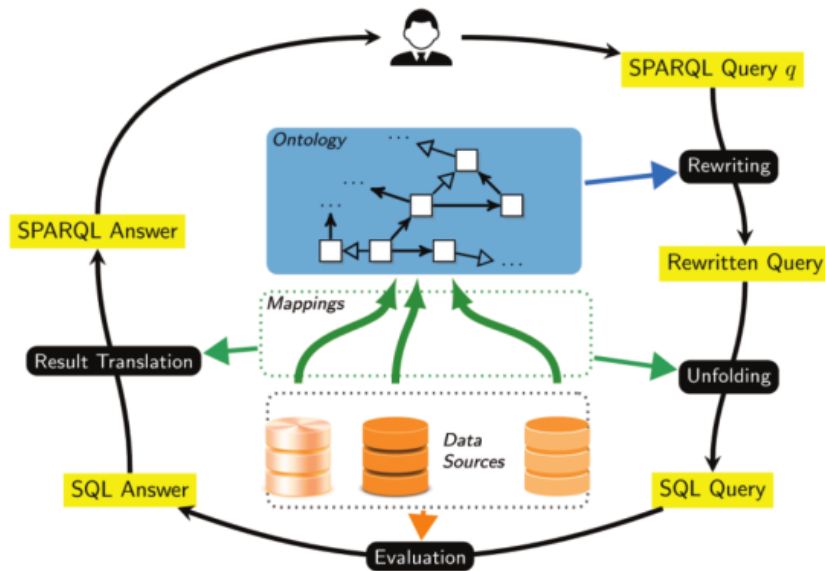 SPARQL Query q
Ontology
...
...
...
...
Rewriting
SPARQL Answer
Rewritten Query
Mappings
Result Translation
Unfolding
Data
Sources
SQL Answer
SQL Query
Evaluation